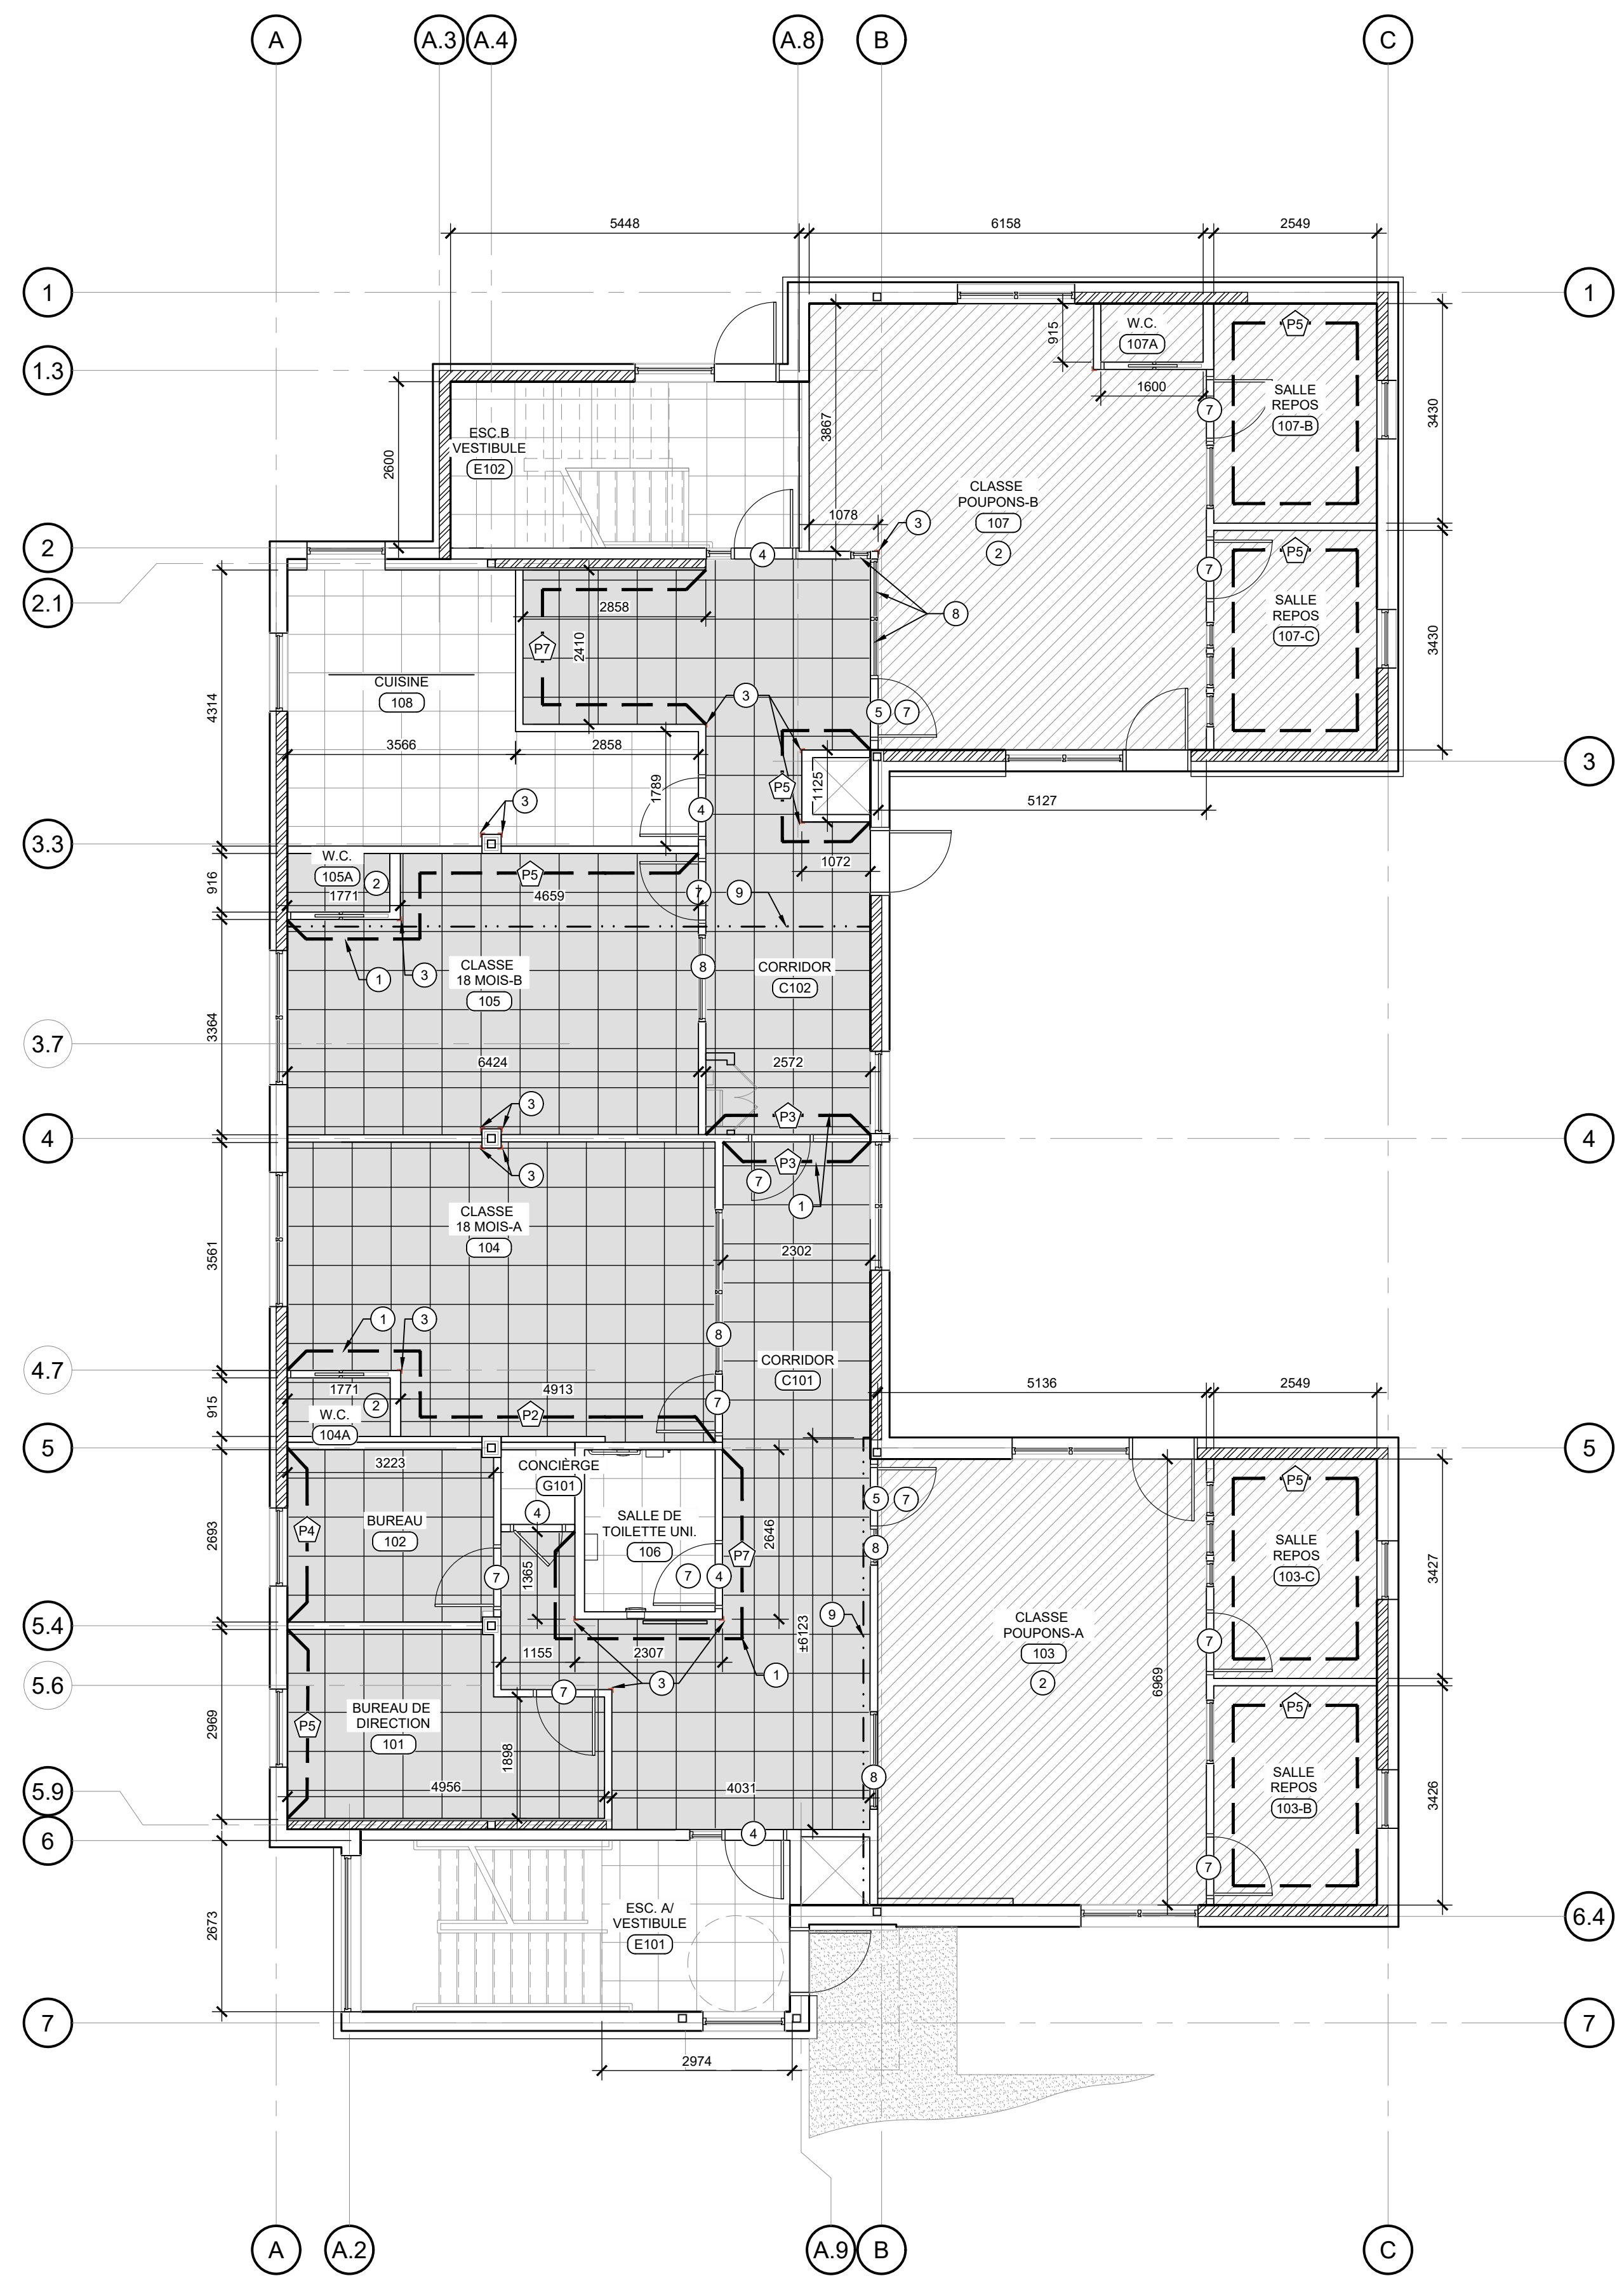 A
A.3
A.4
A.8
B
C
5448
6158
2549
1
1
1.3
915
W.C.
107A
P5
1600
7
SALLE
REPOS
107-B
3430
3867
2600
ESC.B
VESTIBULE
E102
CLASSE
POUPONS-B
107
2
1078
3
2
4
P5
7
2.1
2858
8
SALLE
REPOS
107-C
3430
P7
2410
CUISINE
108
3
5
7
4314
3566
2858
3
1789
P5
1125
3
4
5127
3.3
W.C.
105A
2
1771
916
P5
4659
7
9
1072
1
3
8
CLASSE
18 MOIS-B
105
CORRIDOR
C102
3364
3.7
6424
2572
3
P3
4
4
3
P3
7
1
CLASSE
18 MOIS-A
104
2302
3561
1
3
8
CORRIDOR
C101
4.7
1771
2
4913
7
5136
2549
915
W.C.
104A
P2
5
5
3223
CONCIÈRGE
G101
P5
4
5
7
P4
BUREAU
102
SALLE DE
TOILETTE UNI.
106
P7
2646
8
SALLE
REPOS
103-C
3427
2693
1365
7
7
4
5.4
9
±6123
CLASSE
POUPONS-A
103
2
7
1155
2307
1
6969
5.6
7
3
P5
P5
BUREAU DE
DIRECTION
101
2969
1898
4956
4031
8
SALLE
REPOS
103-B
3426
5.9
6
4
7
ESC. A/
VESTIBULE
E101
2673
6.4
7
7
2974
A
A.2
A.9
B
C